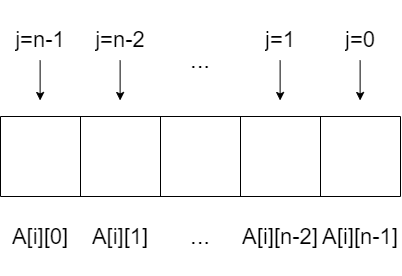 j=n-1 j=n-2 ... j=1 j=0
A[i][0] A[i][1] ... A[i][n-2] A[i][n-1]